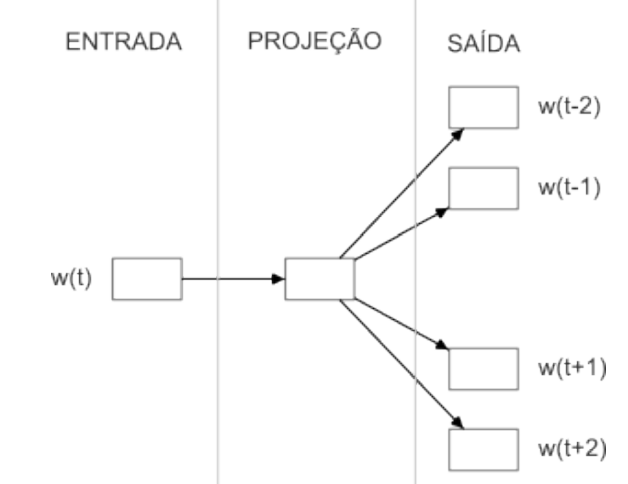 ENTRADA
PROJEÇÃO
SAÍDA
w(t-2)
w(t-1)
w(t)
w(t+1)
w(t+2)